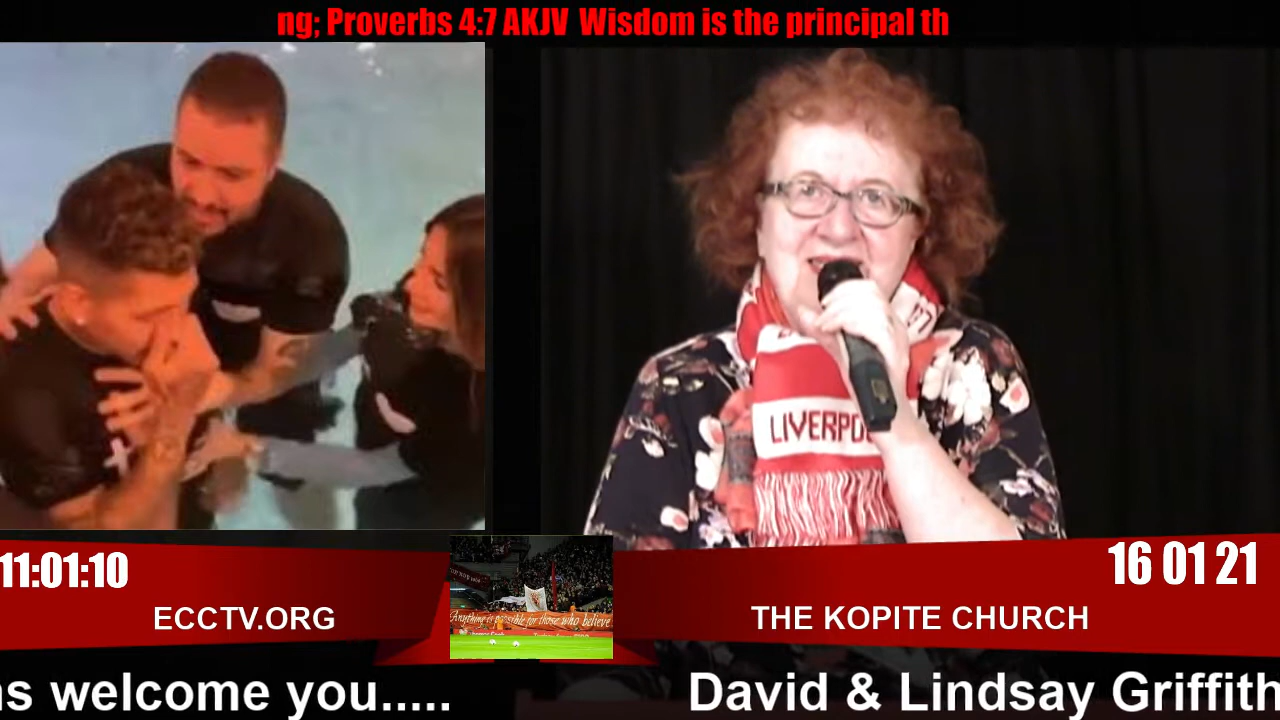 ng; Proverbs 4:7 AKJV Wisdom is the principal th
LIVERPO
11:01:10
16 01 21
ECCTV.ORG
THE KOPITE CHURCH
Anything is possible for those who believe
ns welcome you.....
David & Lindsay Griffith